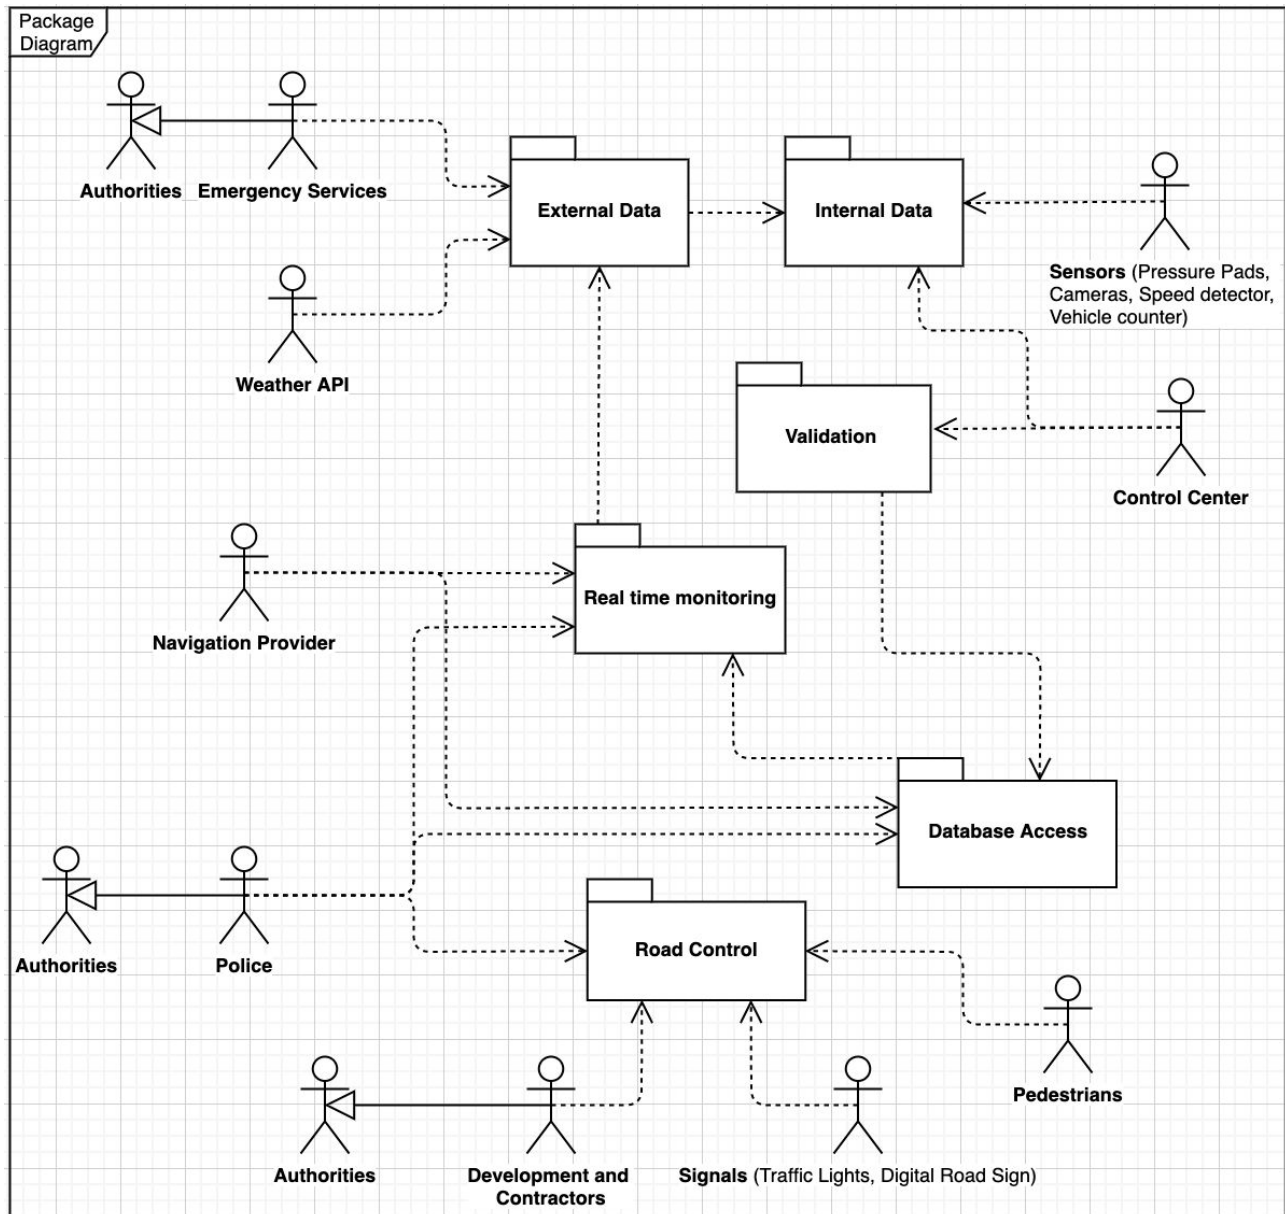 Package
Diagram
Authorities
Emergency Services
External Data
Internal Data
Sensors (Pressure Pads,
Cameras, Speed detector,
Vehicle counter)
Weather API
Validation
Control Center
Real time monitoring
Navigation Provider
Database Access
Authorities
Police
Road Control
Pedestrians
Authorities
Development and
Contractors
Signals (Traffic Lights, Digital Road Sign)